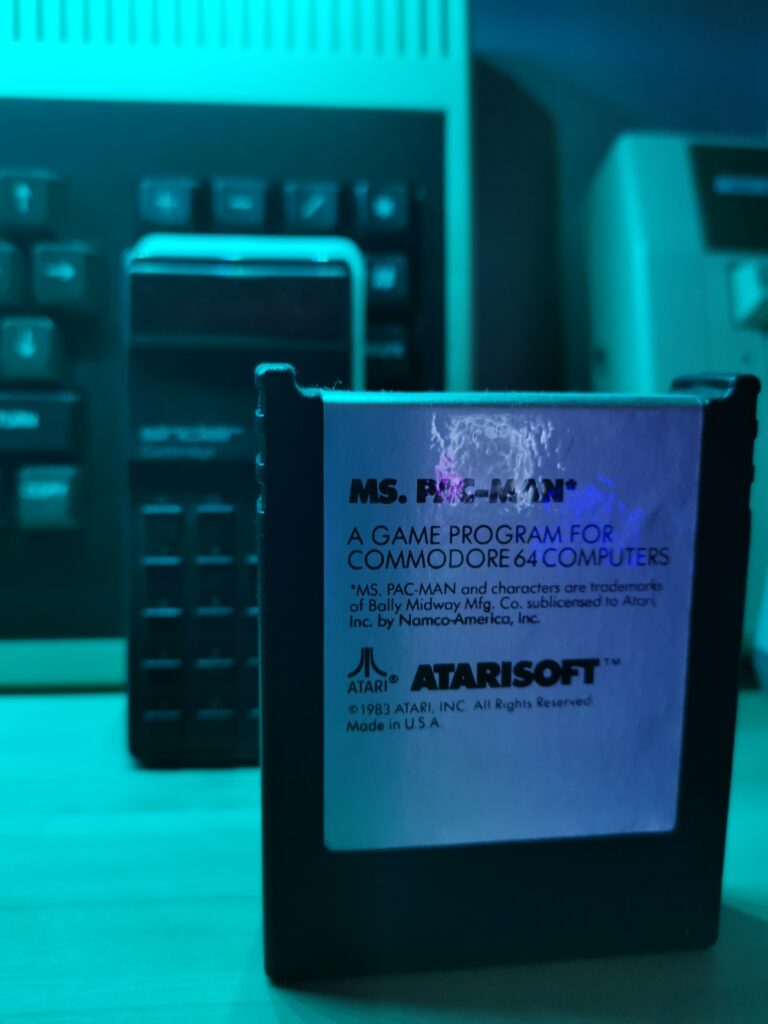 sinclair
Cambridge
MS. PAC-MAN*
A GAME PROGRAM FOR
COMMODORE 64 COMPUTERS
*MS. PAC-MAN and characters are trademarks
of Bally Midway Mfg. Co. sublicensed to Atari,
Inc. by Namco-America, Inc.
ATARI® ATARISOFT™
©1983 ATARI, INC. All Rights Reserved.
Made in U.S.A.